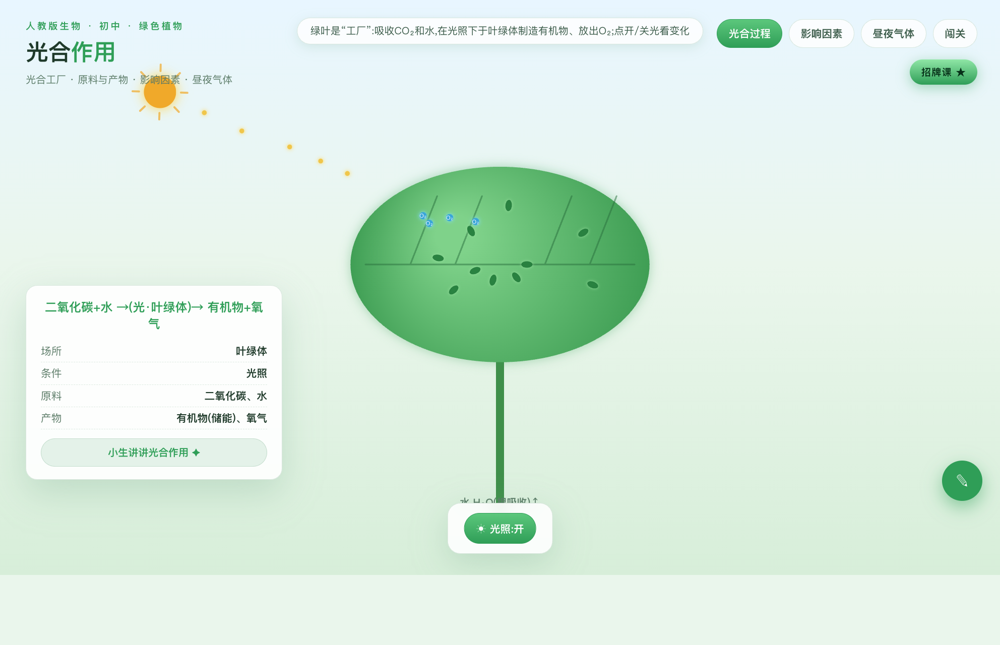 人教版生物 · 初中 · 绿色植物
光合作用
光合工厂 · 原料与产物 · 影响因素 · 昼夜气体
绿叶是“工厂”:吸收CO₂和水,在光照下于叶绿体制造有机物、放出O₂;点开/关光看变化
光合过程
影响因素
昼夜气体
闯关
招牌课 ★
O₂
O₂
O₂
O₂
二氧化碳+水 →(光·叶绿体)→ 有机物+氧
气
场所 叶绿体
条件 光照
原料 二氧化碳、水
产物 有机物(储能)、氧气
小生讲讲光合作用 ✦
水 H₂O(吸收)↑
☀ 光照:开